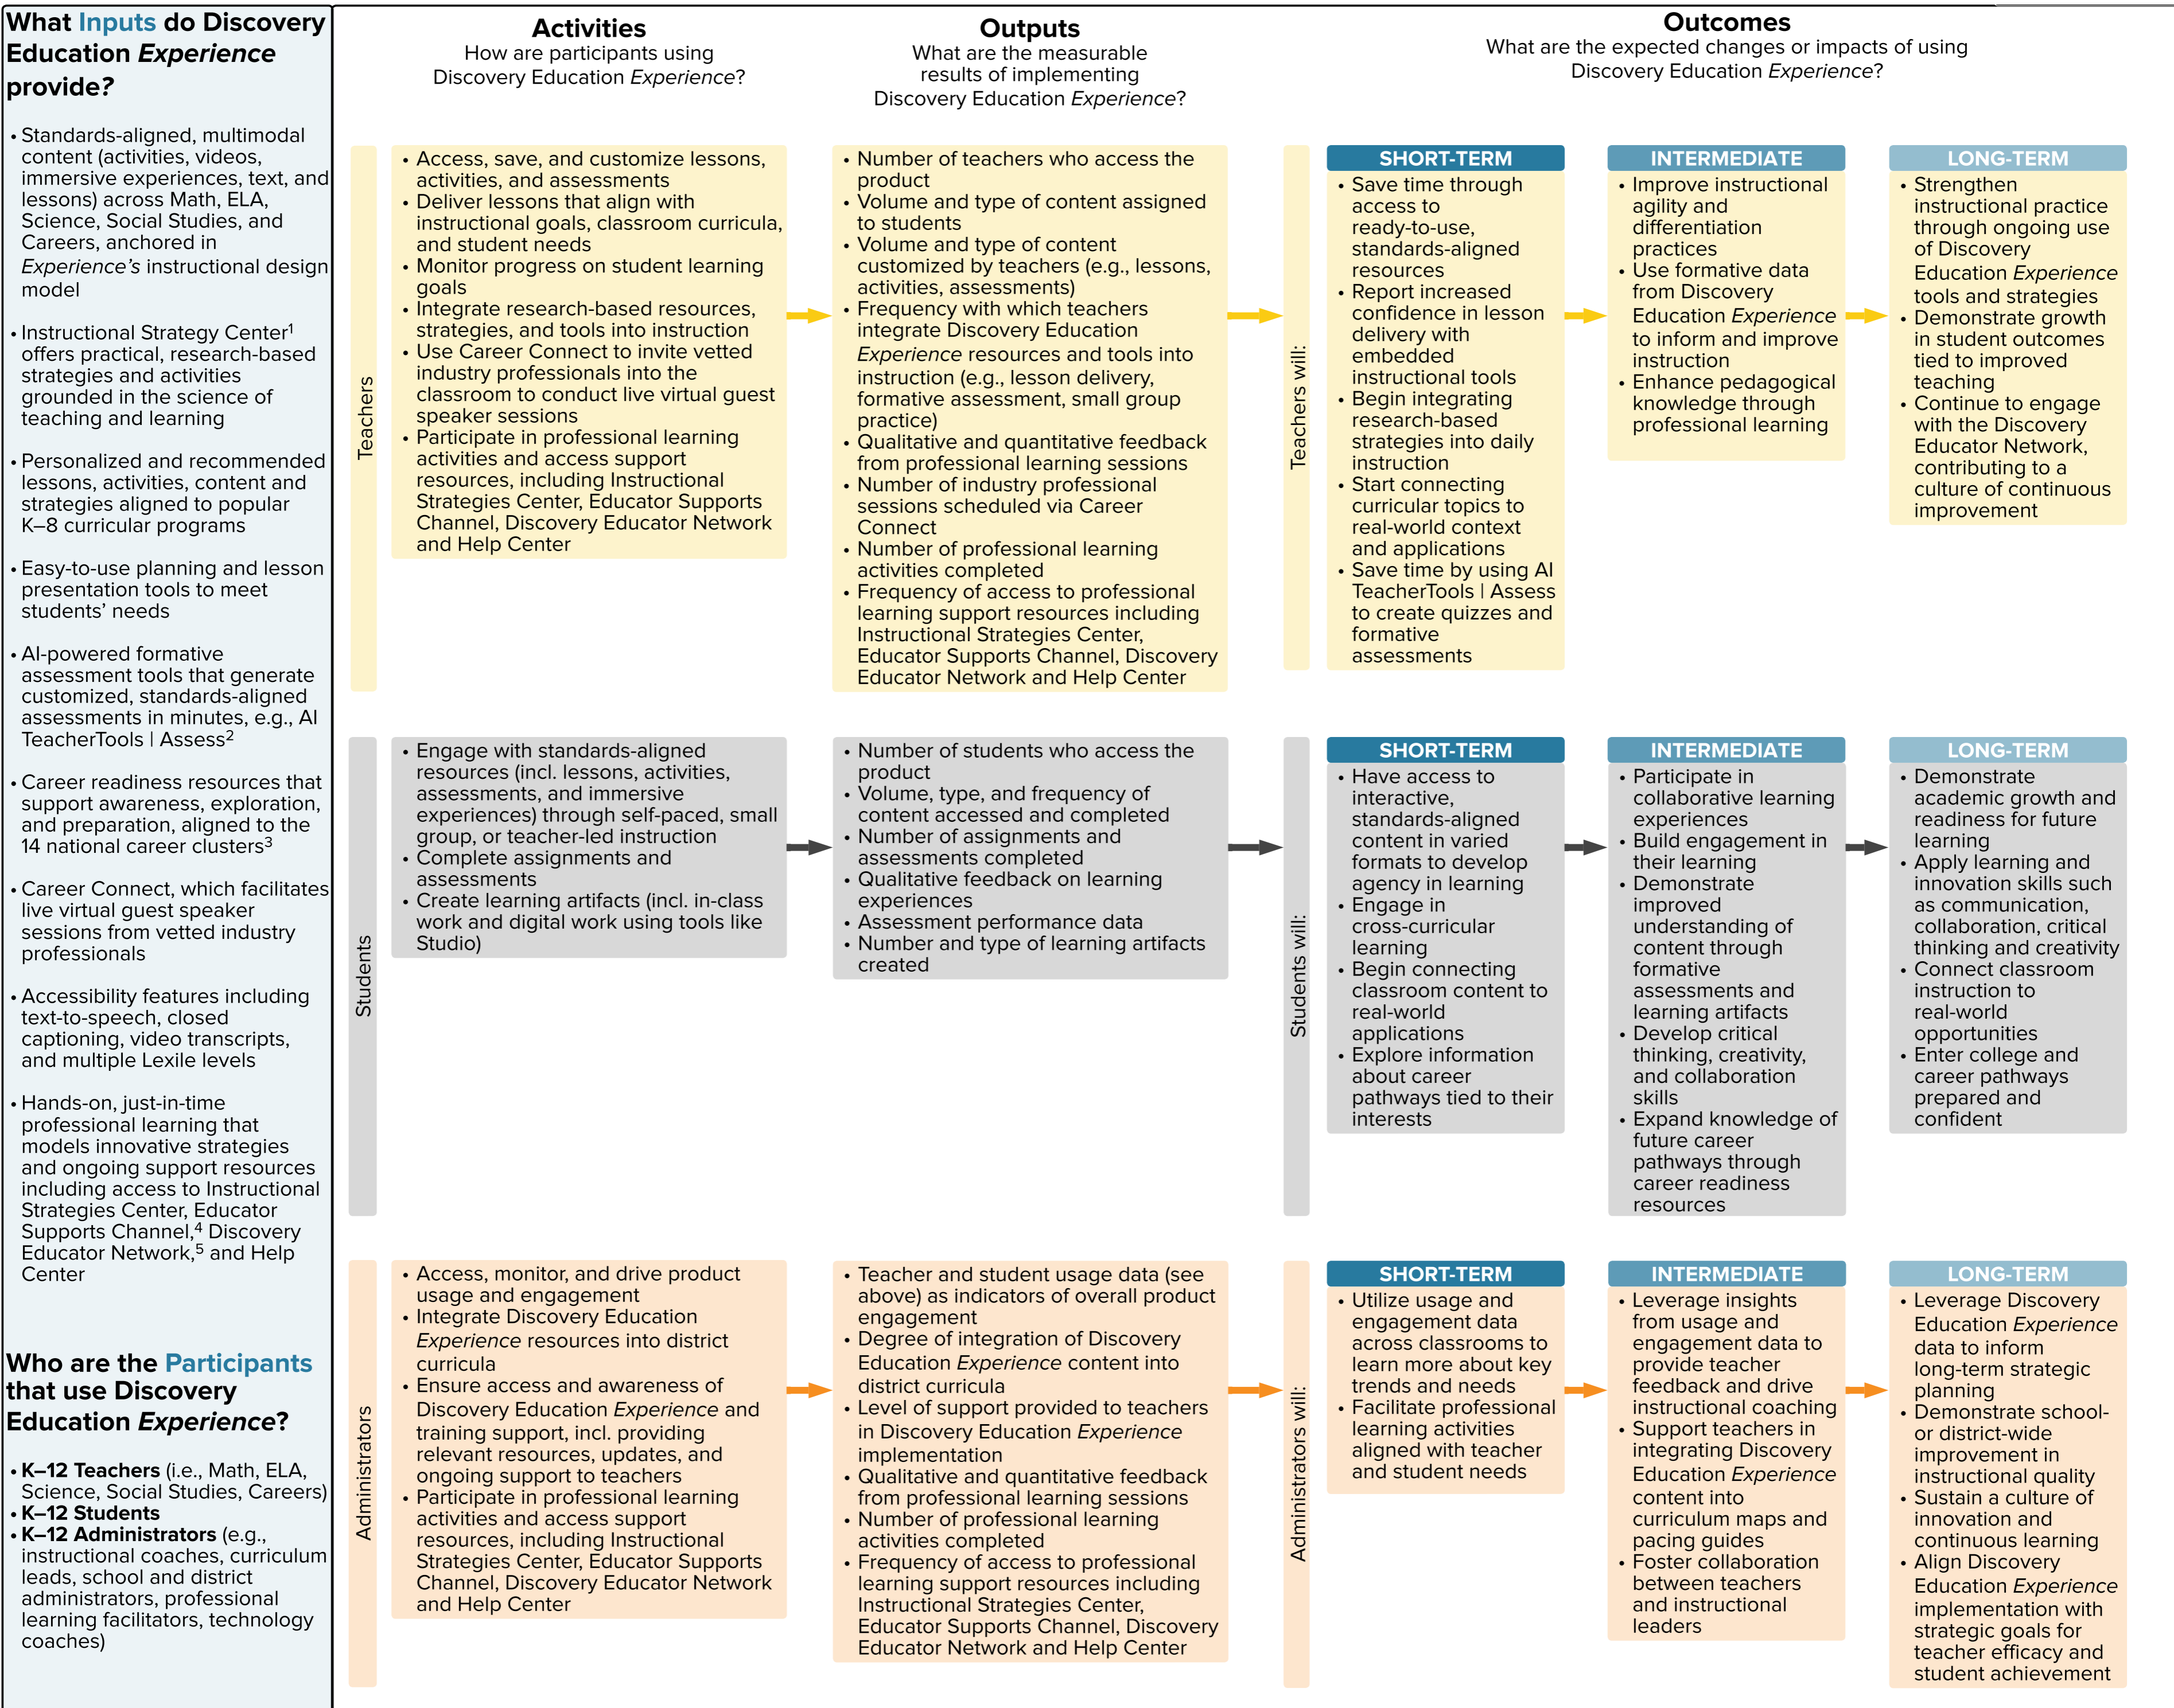 What Inputs do Discovery
Education Experience
provide?
• Standards-aligned, multimodal
content (activities, videos,
immersive experiences, text, and
lessons) across Math, ELA,
Science, Social Studies, and
Careers, anchored in
Experience's instructional design
model
• Instructional Strategy Center¹
offers practical, research-based
strategies and activities
grounded in the science of
teaching and learning
• Personalized and recommended
lessons, activities, content and
strategies aligned to popular
K–8 curricular programs
• Easy-to-use planning and lesson
presentation tools to meet
students' needs
• AI-powered formative
assessment tools that generate
customized, standards-aligned
assessments in minutes, e.g., AI
TeacherTools | Assess²
• Career readiness resources that
support awareness, exploration,
and preparation, aligned to the
14 national career clusters³
• Career Connect, which facilitates
live virtual guest speaker
sessions from vetted industry
professionals
• Accessibility features including
text-to-speech, closed
captioning, video transcripts,
and multiple Lexile levels
• Hands-on, just-in-time
professional learning that
models innovative strategies
and ongoing support resources
including access to Instructional
Strategies Center, Educator
Supports Channel,⁴ Discovery
Educator Network,⁵ and Help
Center
Who are the Participants
that use Discovery
Education Experience?
• K–12 Teachers (i.e., Math, ELA,
Science, Social Studies, Careers)
• K–12 Students
• K–12 Administrators (e.g.,
instructional coaches, curriculum
leads, school and district
administrators, professional
learning facilitators, technology
coaches)
Activities
How are participants using
Discovery Education Experience?
Outputs
What are the measurable
results of implementing
Discovery Education Experience?
Outcomes
What are the expected changes or impacts of using
Discovery Education Experience?
Teachers
• Access, save, and customize lessons,
activities, and assessments
• Deliver lessons that align with
instructional goals, classroom curricula,
and student needs
• Monitor progress on student learning
goals
• Integrate research-based resources,
strategies, and tools into instruction
• Use Career Connect to invite vetted
industry professionals into the
classroom to conduct live virtual guest
speaker sessions
• Participate in professional learning
activities and access support
resources, including Instructional
Strategies Center, Educator Supports
Channel, Discovery Educator Network
and Help Center
• Number of teachers who access the
product
• Volume and type of content assigned
to students
• Volume and type of content
customized by teachers (e.g., lessons,
activities, assessments)
• Frequency with which teachers
integrate Discovery Education
Experience resources and tools into
instruction (e.g., lesson delivery,
formative assessment, small group
practice)
• Qualitative and quantitative feedback
from professional learning sessions
• Number of industry professional
sessions scheduled via Career
Connect
• Number of professional learning
activities completed
• Frequency of access to professional
learning support resources including
Instructional Strategies Center,
Educator Supports Channel, Discovery
Educator Network and Help Center
Teachers will:
SHORT-TERM
• Save time through
access to
ready-to-use,
standards-aligned
resources
• Report increased
confidence in lesson
delivery with
embedded
instructional tools
• Begin integrating
research-based
strategies into daily
instruction
• Start connecting
curricular topics to
real-world context
and applications
• Save time by using AI
TeacherTools | Assess
to create quizzes and
formative
assessments
INTERMEDIATE
• Improve instructional
agility and
differentiation
practices
• Use formative data
from Discovery
Education Experience
to inform and improve
instruction
• Enhance pedagogical
knowledge through
professional learning
LONG-TERM
• Strengthen
instructional practice
through ongoing use
of Discovery
Education Experience
tools and strategies
• Demonstrate growth
in student outcomes
tied to improved
teaching
• Continue to engage
with the Discovery
Educator Network,
contributing to a
culture of continuous
improvement
Students
• Engage with standards-aligned
resources (incl. lessons, activities,
assessments, and immersive
experiences) through self-paced, small
group, or teacher-led instruction
• Complete assignments and
assessments
• Create learning artifacts (incl. in-class
work and digital work using tools like
Studio)
• Number of students who access the
product
• Volume, type, and frequency of
content accessed and completed
• Number of assignments and
assessments completed
• Qualitative feedback on learning
experiences
• Assessment performance data
• Number and type of learning artifacts
created
Students will:
SHORT-TERM
• Have access to
interactive,
standards-aligned
content in varied
formats to develop
agency in learning
• Engage in
cross-curricular
learning
• Begin connecting
classroom content to
real-world
applications
• Explore information
about career
pathways tied to their
interests
INTERMEDIATE
• Participate in
collaborative learning
experiences
• Build engagement in
their learning
• Demonstrate
improved
understanding of
content through
formative
assessments and
learning artifacts
• Develop critical
thinking, creativity,
and collaboration
skills
• Expand knowledge of
future career
pathways through
career readiness
resources
LONG-TERM
• Demonstrate
academic growth and
readiness for future
learning
• Apply learning and
innovation skills such
as communication,
collaboration, critical
thinking and creativity
• Connect classroom
instruction to
real-world
opportunities
• Enter college and
career pathways
prepared and
confident
Administrators
• Access, monitor, and drive product
usage and engagement
• Integrate Discovery Education
Experience resources into district
curricula
• Ensure access and awareness of
Discovery Education Experience and
training support, incl. providing
relevant resources, updates, and
ongoing support to teachers
• Participate in professional learning
activities and access support
resources, including Instructional
Strategies Center, Educator Supports
Channel, Discovery Educator Network
and Help Center
• Teacher and student usage data (see
above) as indicators of overall product
engagement
• Degree of integration of Discovery
Education Experience content into
district curricula
• Level of support provided to teachers
in Discovery Education Experience
implementation
• Qualitative and quantitative feedback
from professional learning sessions
• Number of professional learning
activities completed
• Frequency of access to professional
learning support resources including
Instructional Strategies Center,
Educator Supports Channel, Discovery
Educator Network and Help Center
Administrators will:
SHORT-TERM
• Utilize usage and
engagement data
across classrooms to
learn more about key
trends and needs
• Facilitate professional
learning activities
aligned with teacher
and student needs
INTERMEDIATE
• Leverage insights
from usage and
engagement data to
provide teacher
feedback and drive
instructional coaching
• Support teachers in
integrating Discovery
Education Experience
content into
curriculum maps and
pacing guides
• Foster collaboration
between teachers
and instructional
leaders
LONG-TERM
• Leverage Discovery
Education Experience
data to inform
long-term strategic
planning
• Demonstrate school-
or district-wide
improvement in
instructional quality
• Sustain a culture of
innovation and
continuous learning
• Align Discovery
Education Experience
implementation with
strategic goals for
teacher efficacy and
student achievement